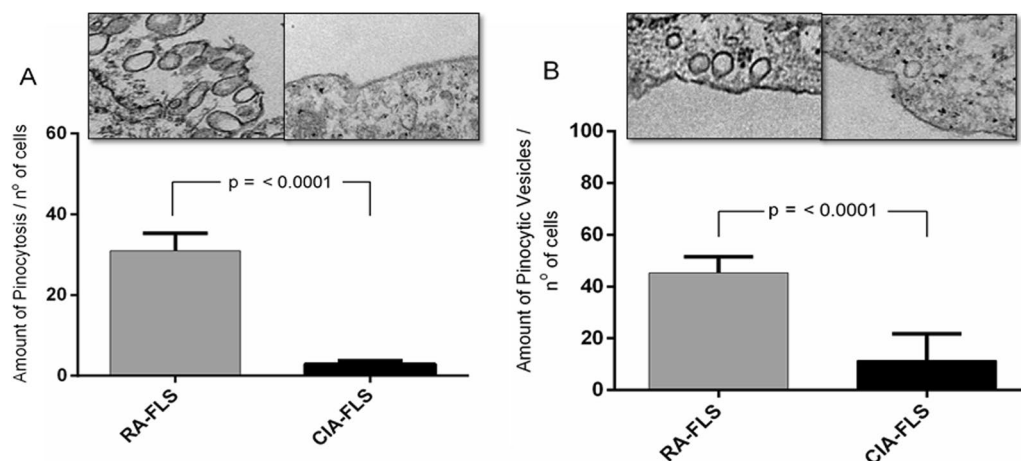 A
Amount of Pinocytosis / nº of cells
60
40
20
0
p = < 0.0001
RA-FLS
CIA-FLS
B
Amount of Pinocytic Vesicles /
nº of cells
100
80
60
40
20
0
p = < 0.0001
RA-FLS
CIA-FLS